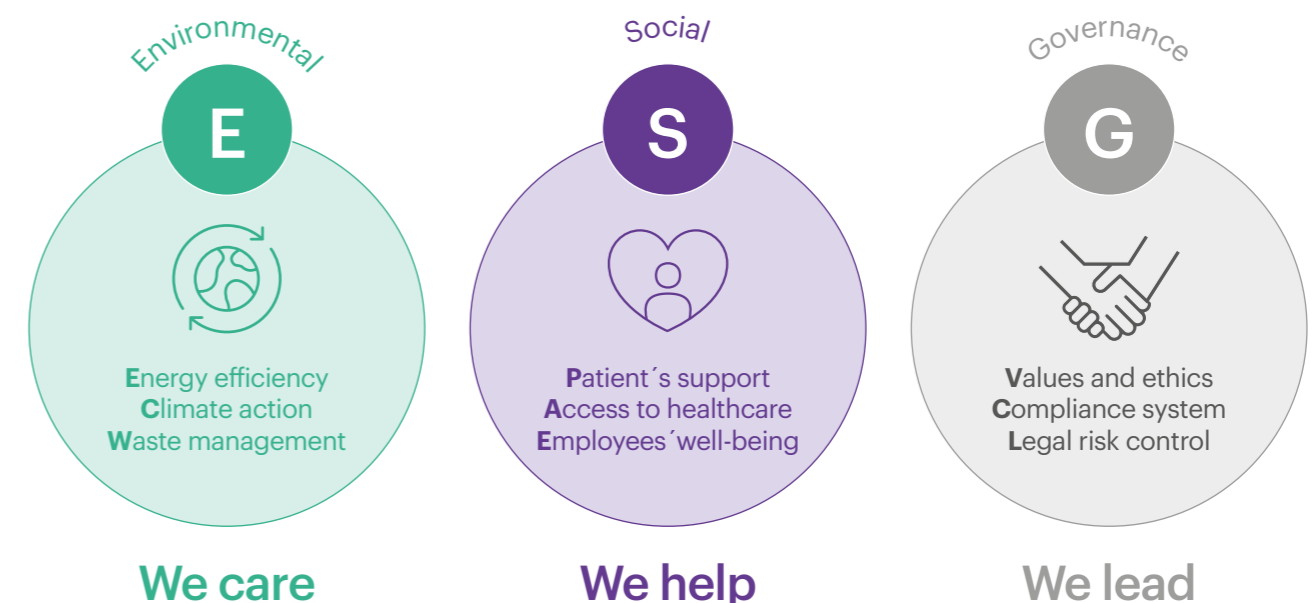 Environmental
E
Energy efficiency
Climate action
Waste management
We care
Social
S
Patient´s support
Access to healthcare
Employees´well-being
We help
Governance
G
Values and ethics
Compliance system
Legal risk control
We lead